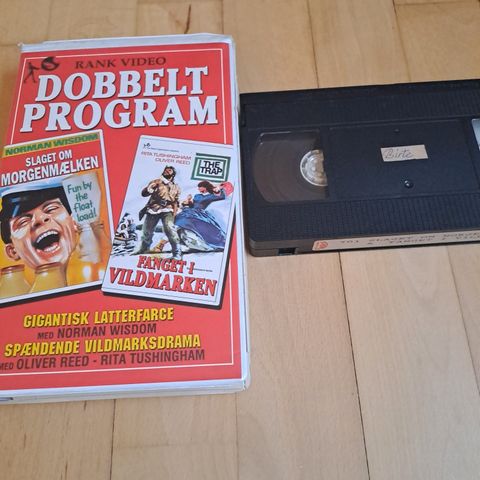 RANK VIDEO
DOBBELT
PROGRAM
NORMAN WISDOM
SLAGET OM
MORGENMÆLKEN
Fun by
the
float
load!
RITA TUSHINGHAM
OLIVER REED
THE
TRAP
FANGET I
VILDMARKEN
GIGANTISK LATTERFARCE
MED NORMAN WISDOM
SPÆNDENDE VILDMARKSDRAMA
MED OLIVER REED - RITA TUSHINGHAM